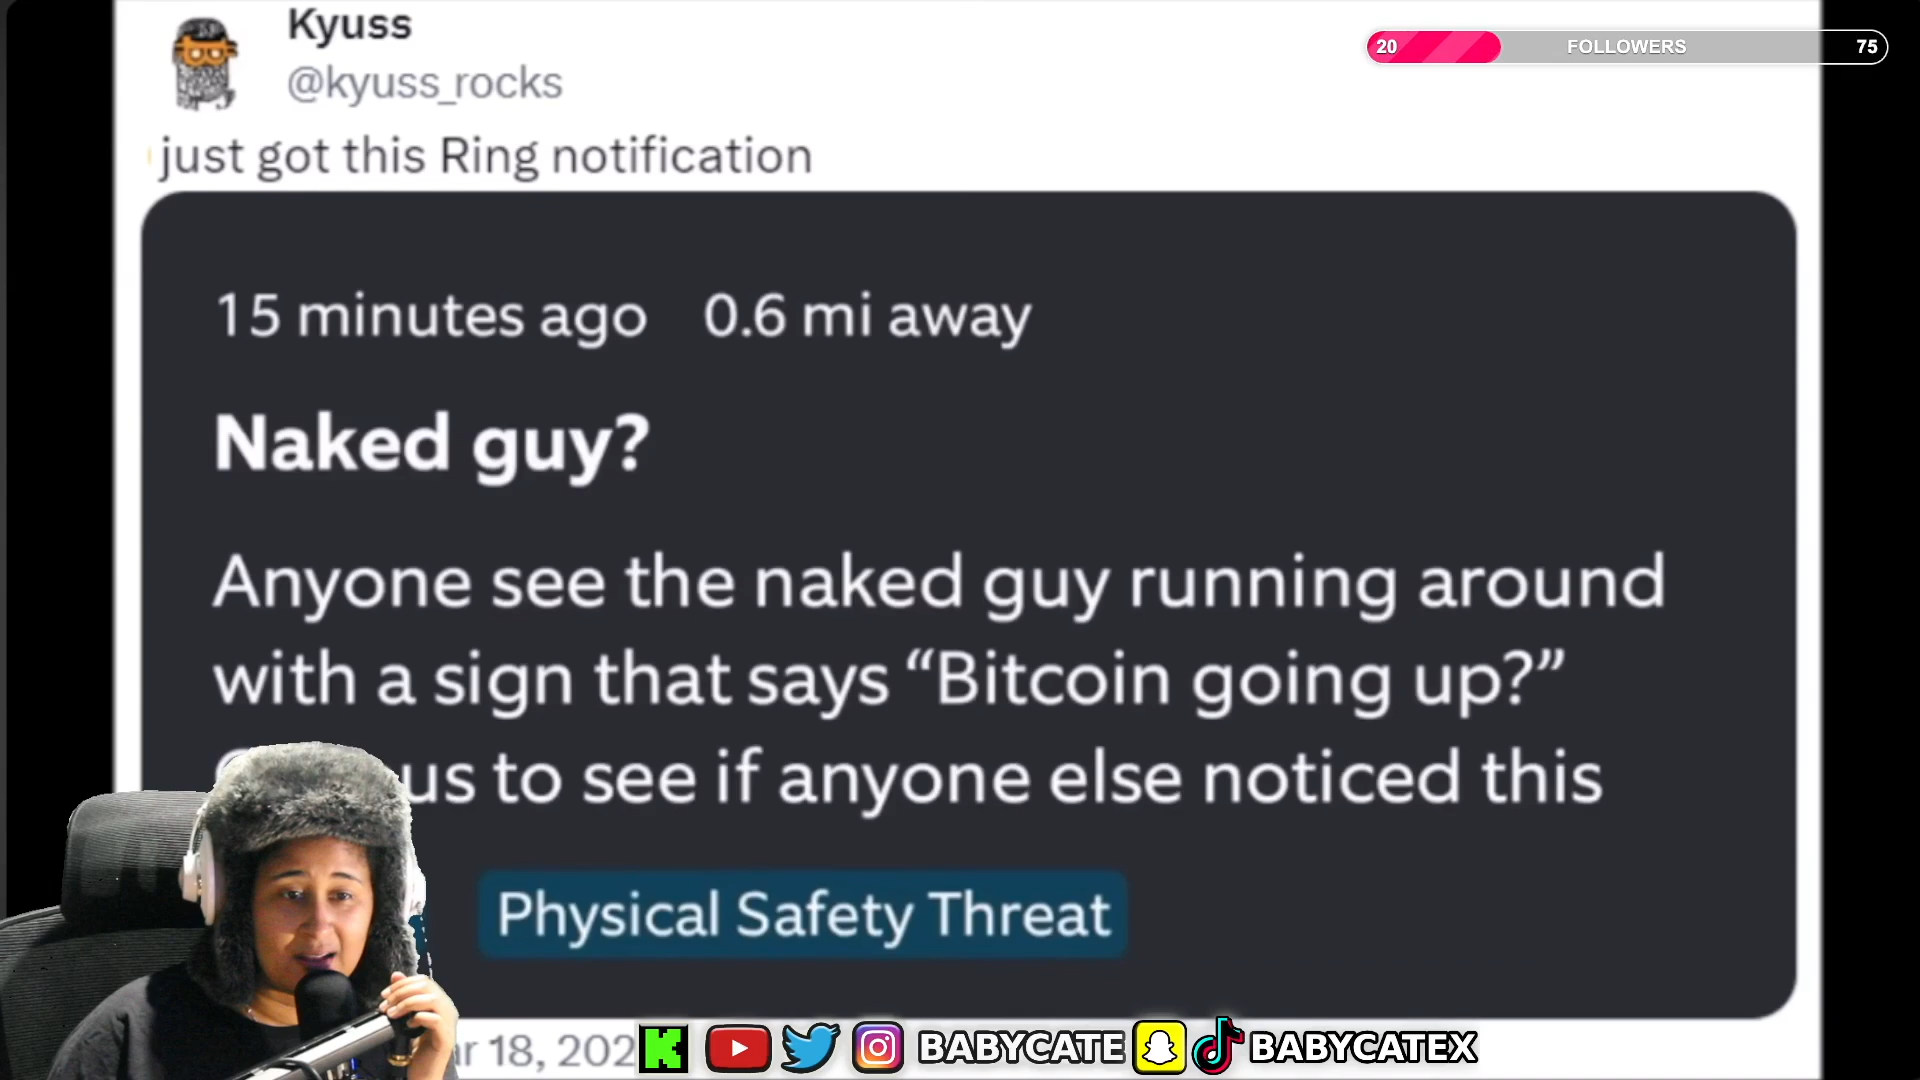 Kyuss
@kyuss_rocks
20 FOLLOWERS 75
just got this Ring notification
15 minutes ago 0.6 mi away
Naked guy?
Anyone see the naked guy running around
with a sign that says “Bitcoin going up?”
us to see if anyone else noticed this
Physical Safety Threat
18, 202
BABYCATE BABYCATEX